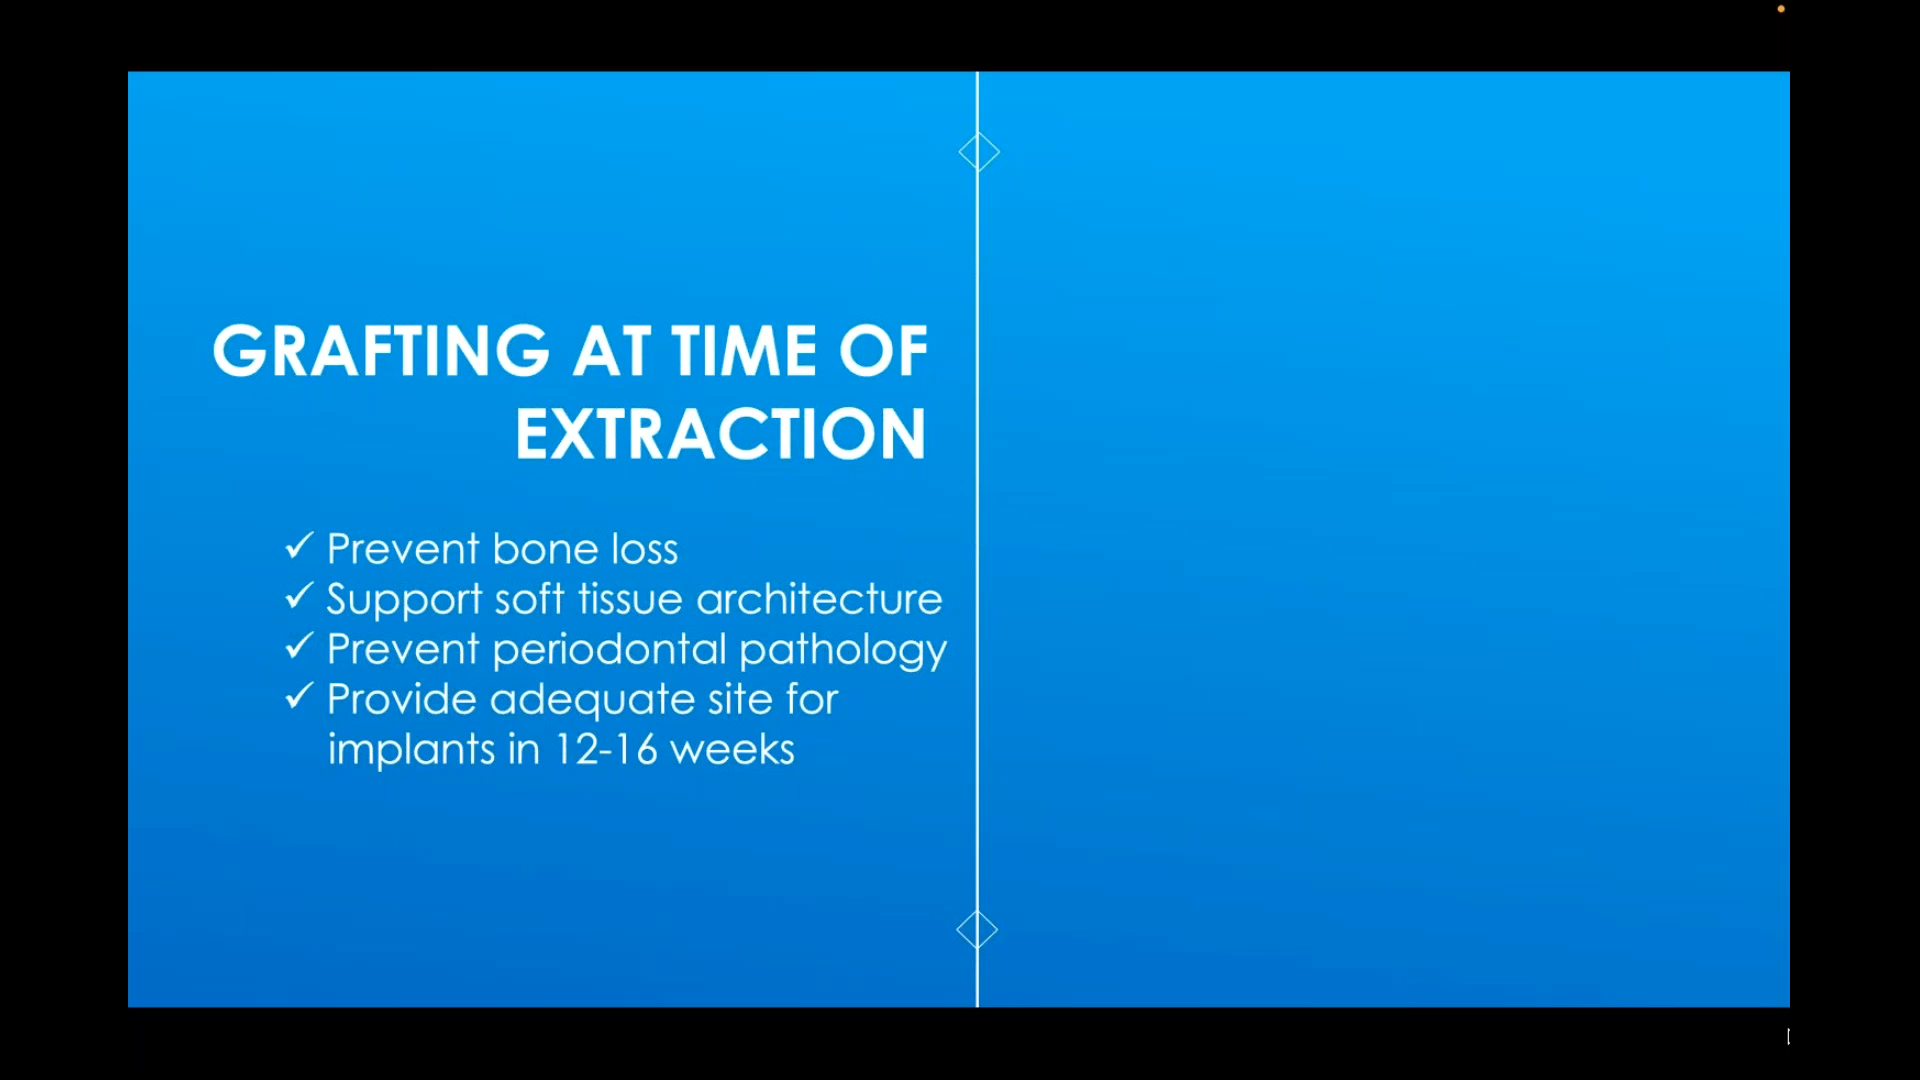 GRAFTING AT TIME OF
EXTRACTION
✓ Prevent bone loss
✓ Support soft tissue architecture
✓ Prevent periodontal pathology
✓ Provide adequate site for
implants in 12-16 weeks